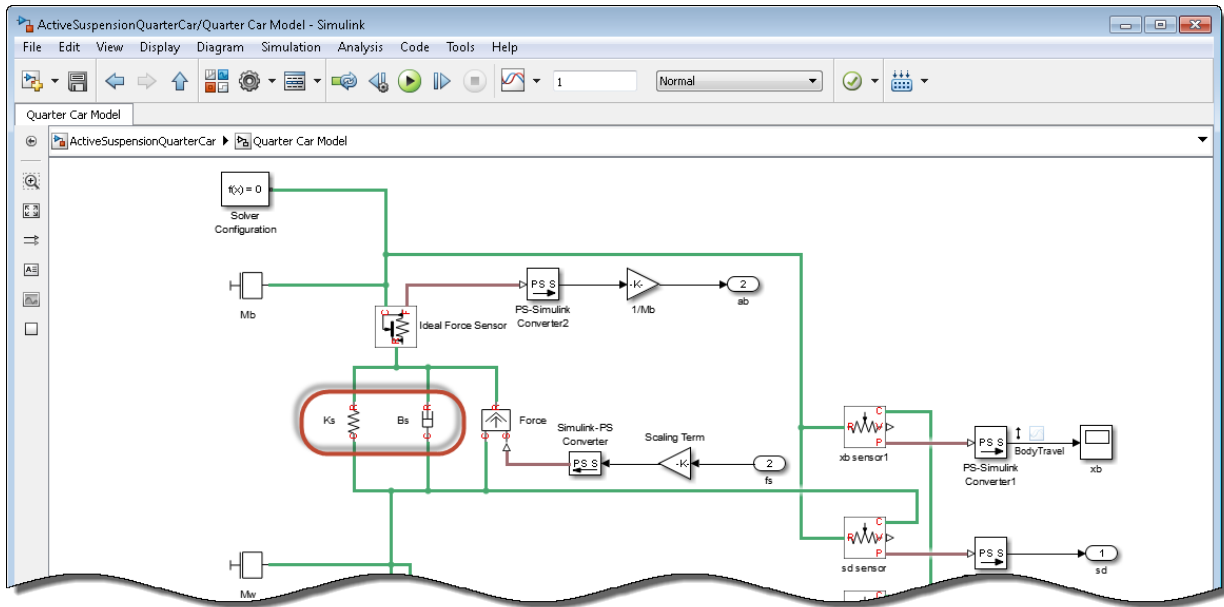 ActiveSuspensionQuarterCar/Quarter Car Model - Simulink
File Edit View Display Diagram Simulation Analysis Code Tools Help
1
Normal
Quarter Car Model
ActiveSuspensionQuarterCar Quarter Car Model
f(x) = 0
Solver
Configuration
Mb
C
F
R
Ideal Force Sensor
PS S
PS-Simulink
Converter2
-K-
1/Mb
2
ab
Ks
R
C
Bs
R
C
R
C
S
Force
Simulink-PS
Converter
PS S
Scaling Term
-K-
2
fs
C
R
V
P
xb sensor1
PS S
PS-Simulink
Converter1
BodyTravel
xb
C
R
V
P
sd sensor
PS S
1
sd
Mw
C